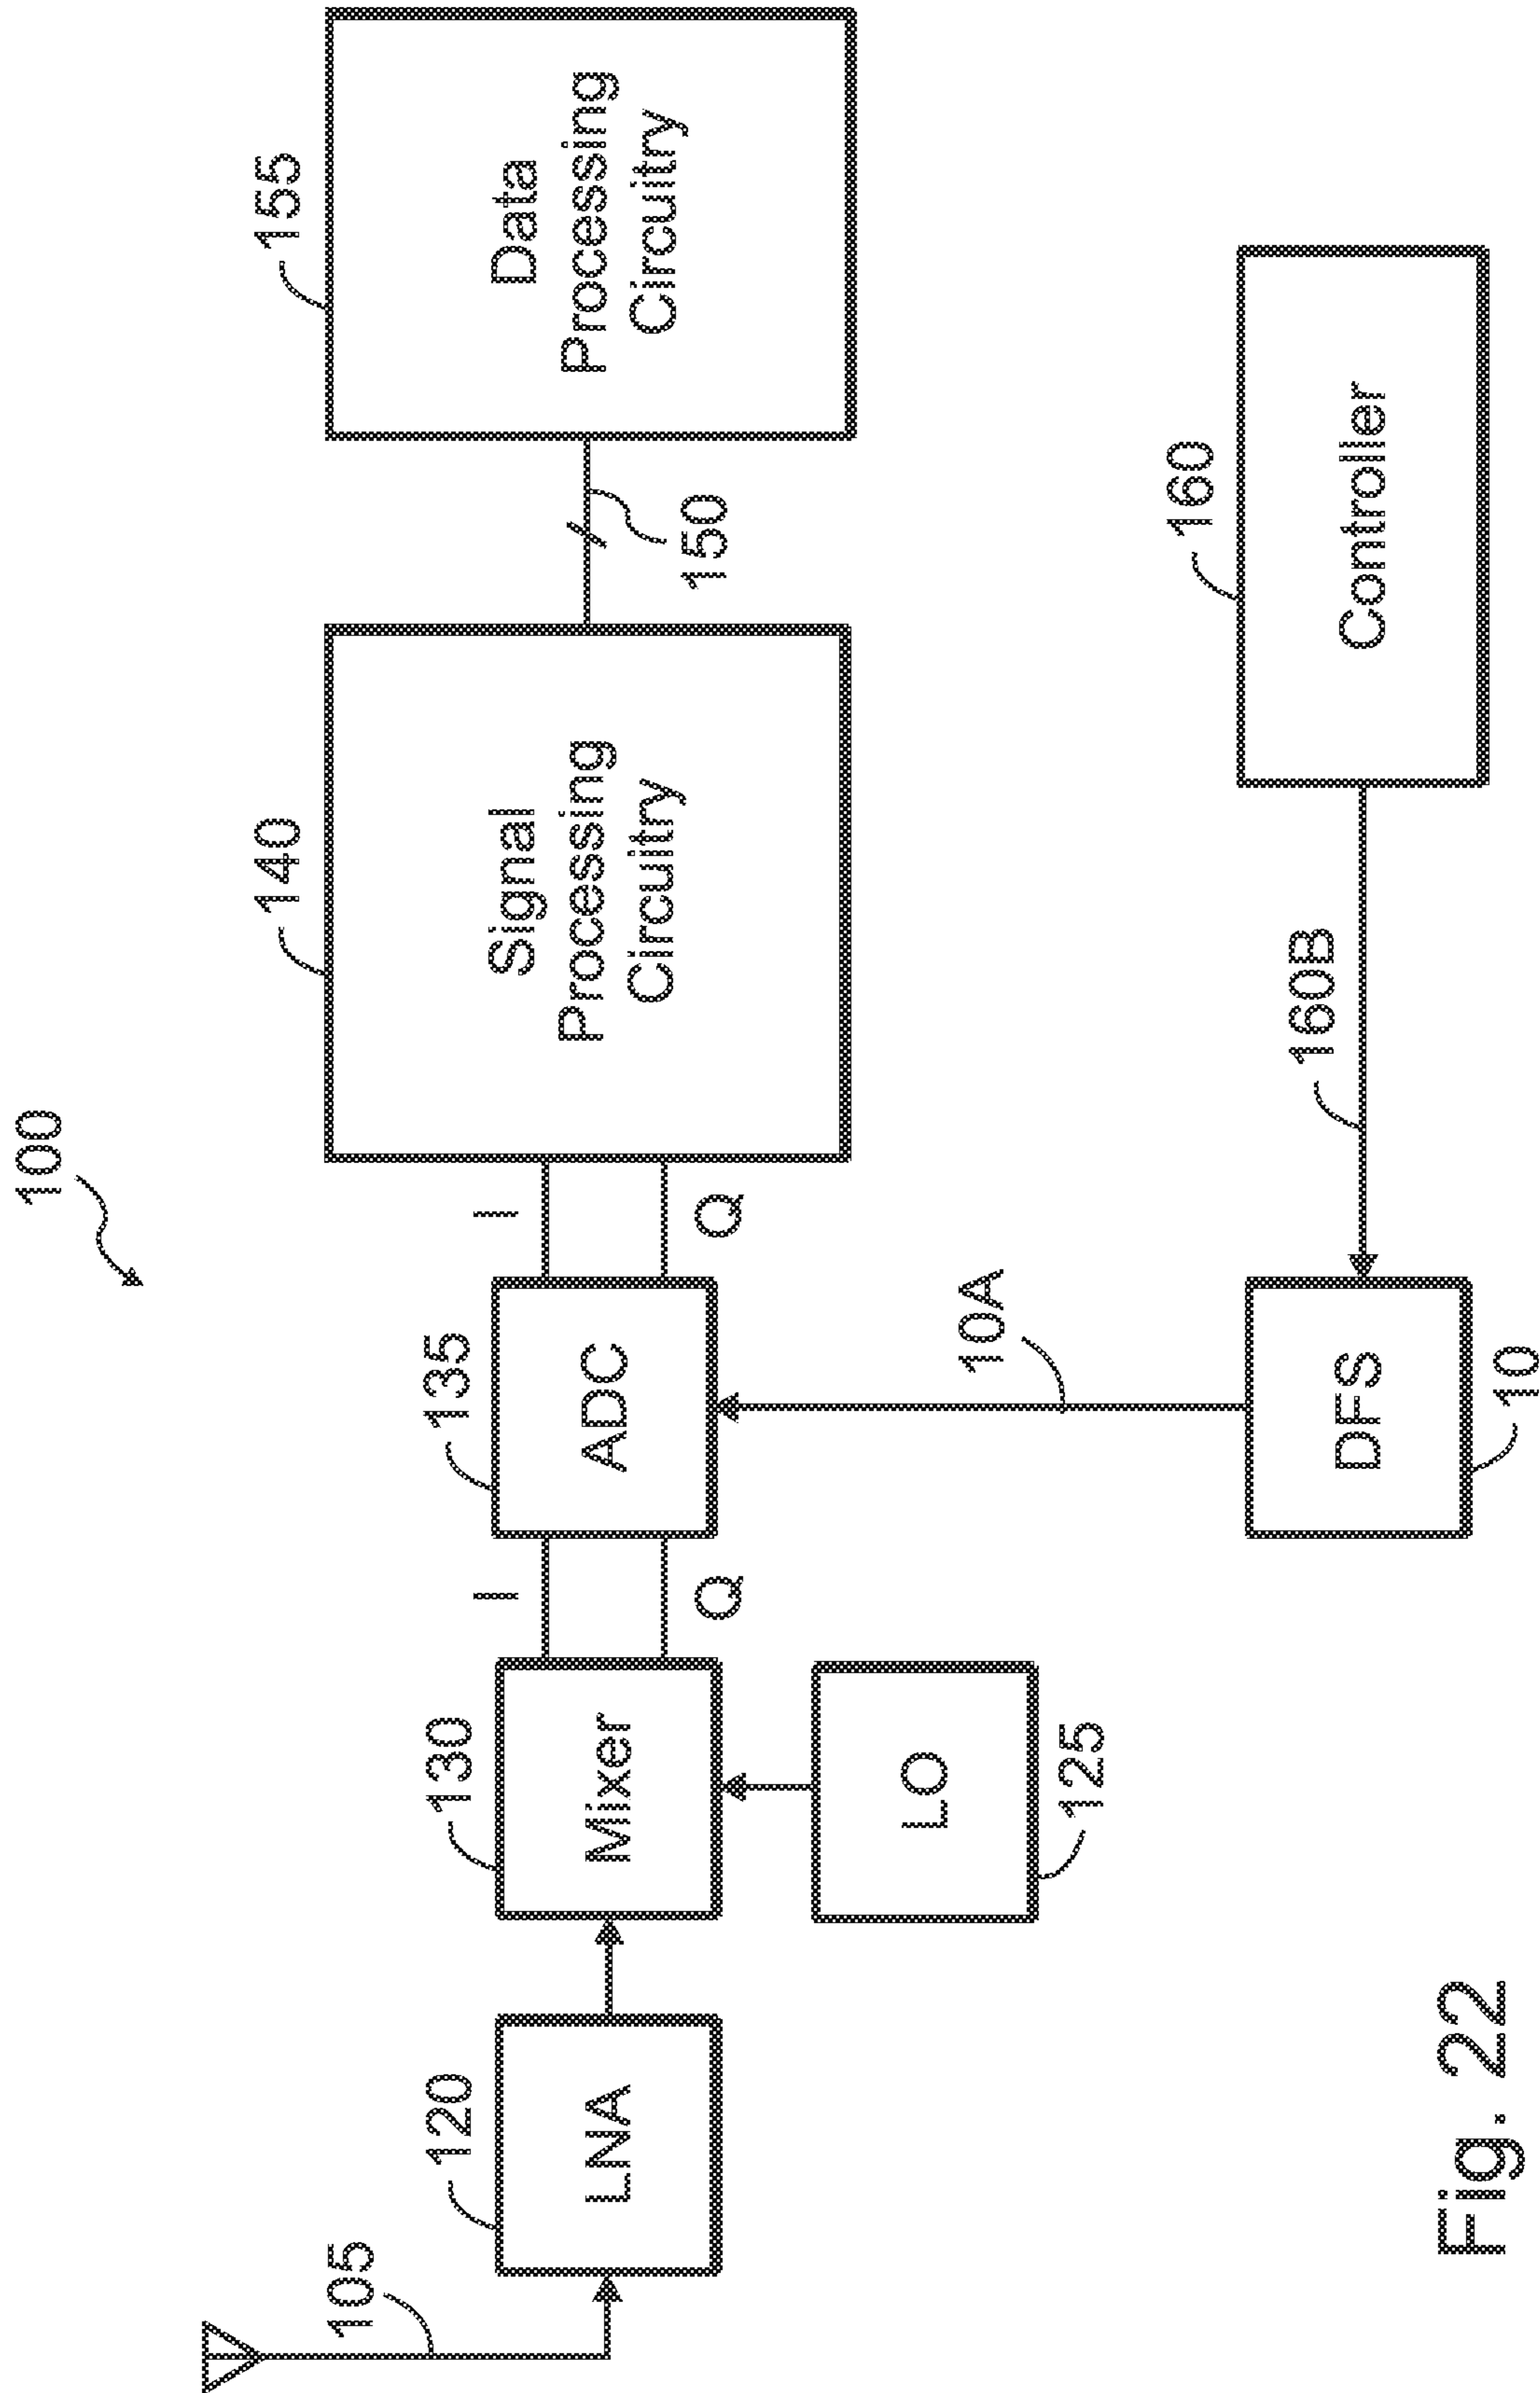 100
105
120
LNA
130
Mixer
LO
125
I
Q
135
ADC
I
Q
140
Signal
Processing
Circuitry
150
155
Data
Processing
Circuitry
10A
DFS
10
160B
160
Controller
Fig. 22